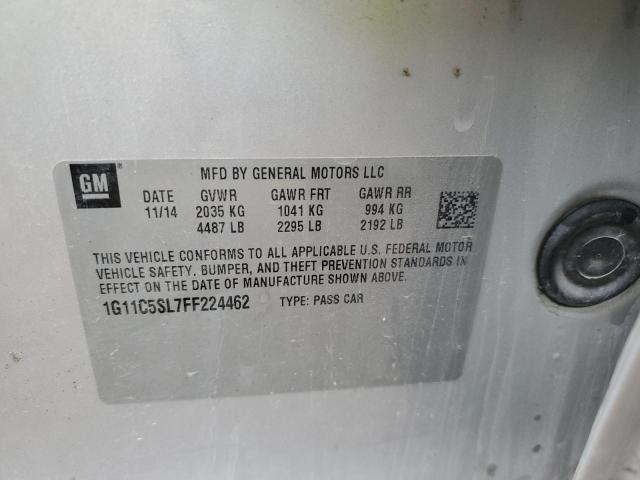 GM
MFD BY GENERAL MOTORS LLC
DATE GVWR GAWR FRT GAWR RR
11/14 2035 KG 1041 KG 994 KG
4487 LB 2295 LB 2192 LB
THIS VEHICLE CONFORMS TO ALL APPLICABLE U.S. FEDERAL MOTOR
VEHICLE SAFETY, BUMPER, AND THEFT PREVENTION STANDARDS IN
EFFECT ON THE DATE OF MANUFACTURE SHOWN ABOVE.
1G11C5SL7FF224462 TYPE: PASS CAR